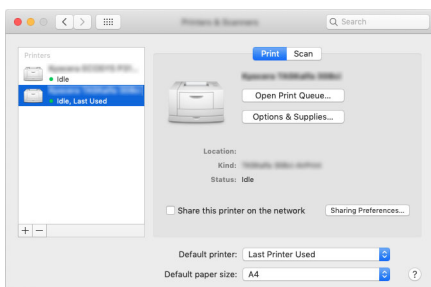 Search
Printers
Idle
Idle, Last Used
Print Scan
Open Print Queue...
Options & Supplies...
Location:
Kind:
Status: Idle
Share this printer on the network
Sharing Preferences...
+ −
Default printer: Last Printer Used
Default paper size: A4
?